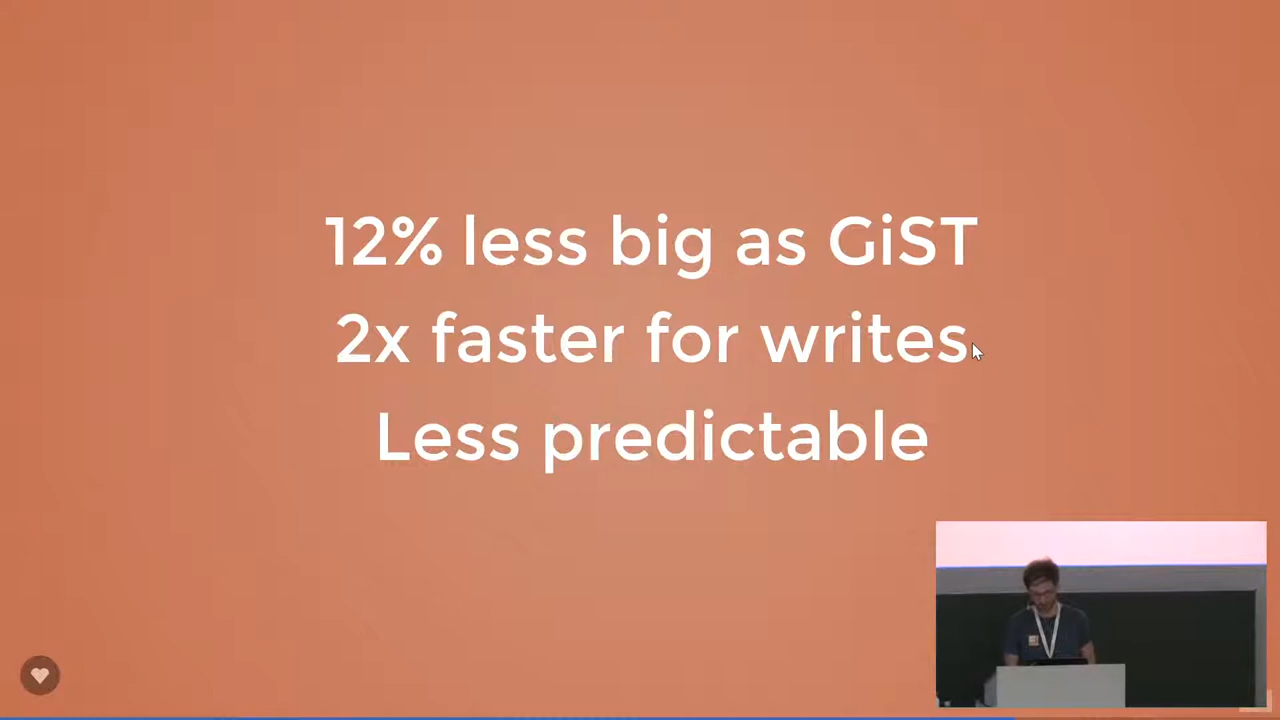 12% less big as GiST
2x faster for writes
Less predictable